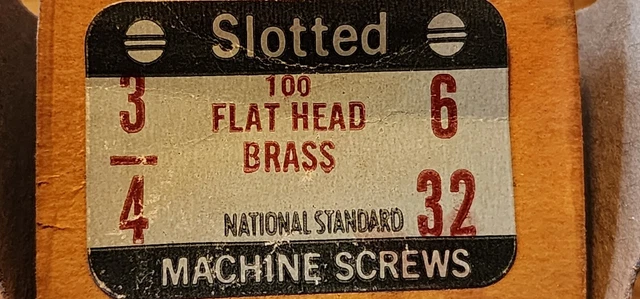 Slotted
3 100 6
FLAT HEAD
BRASS
4 32
NATIONAL STANDARD
MACHINE SCREWS